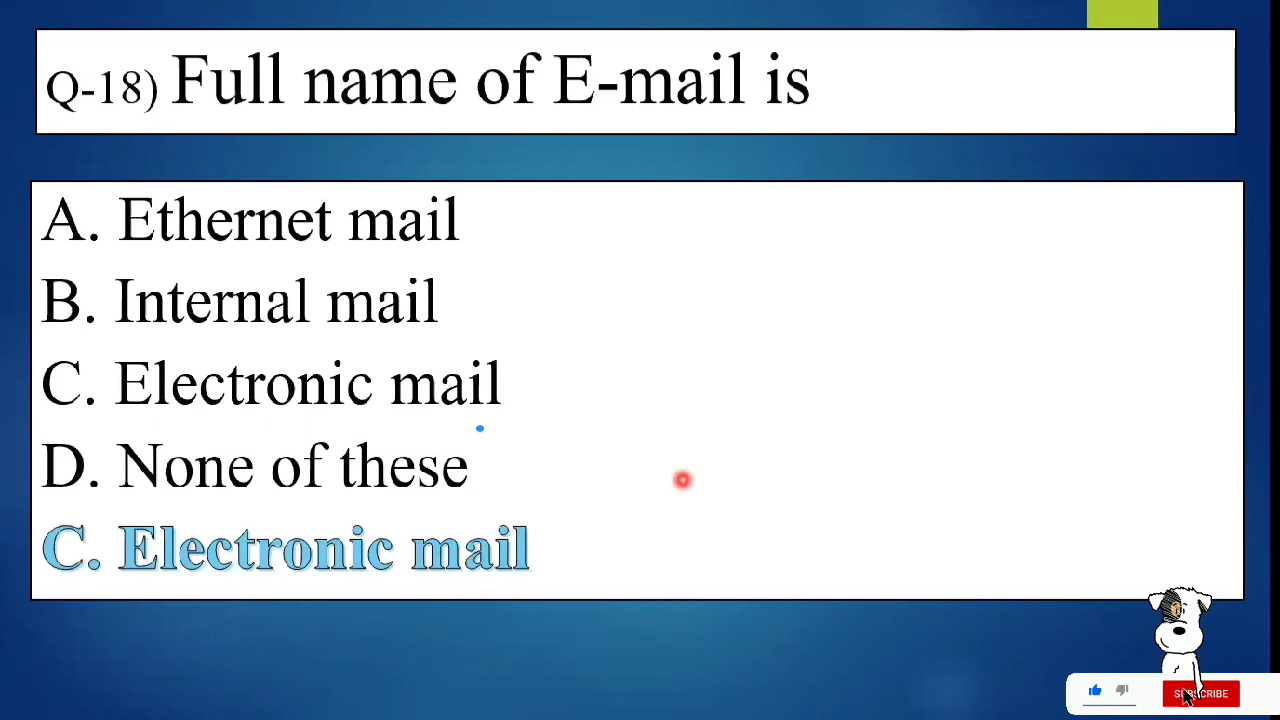 Q-18) Full name of E-mail is
A. Ethernet mail
B. Internal mail
C. Electronic mail
D. None of these
C. Electronic mail
SUBSCRIBE